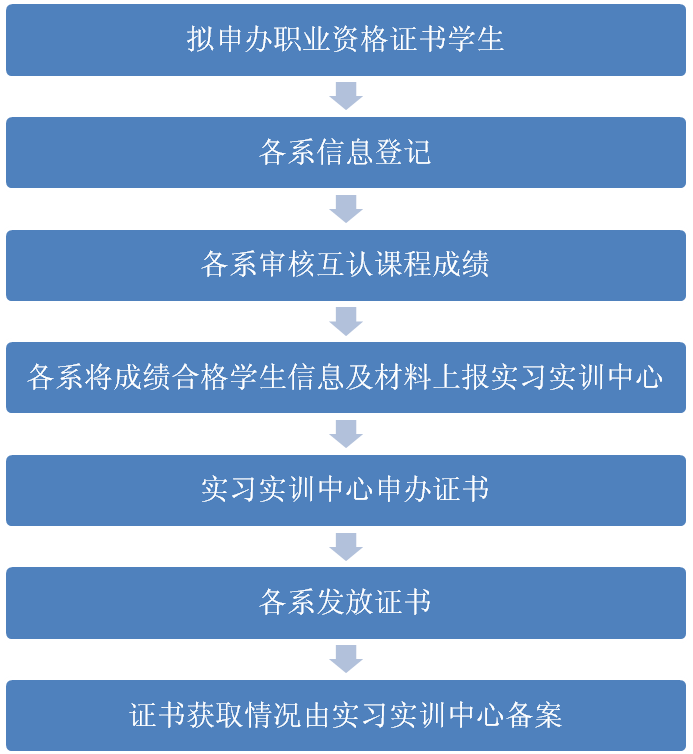 拟申办职业资格证书学生
各系信息登记
各系审核互认课程成绩
各系将成绩合格学生信息及材料上报实习实训中心
实习实训中心申办证书
各系发放证书
证书获取情况由实习实训中心备案